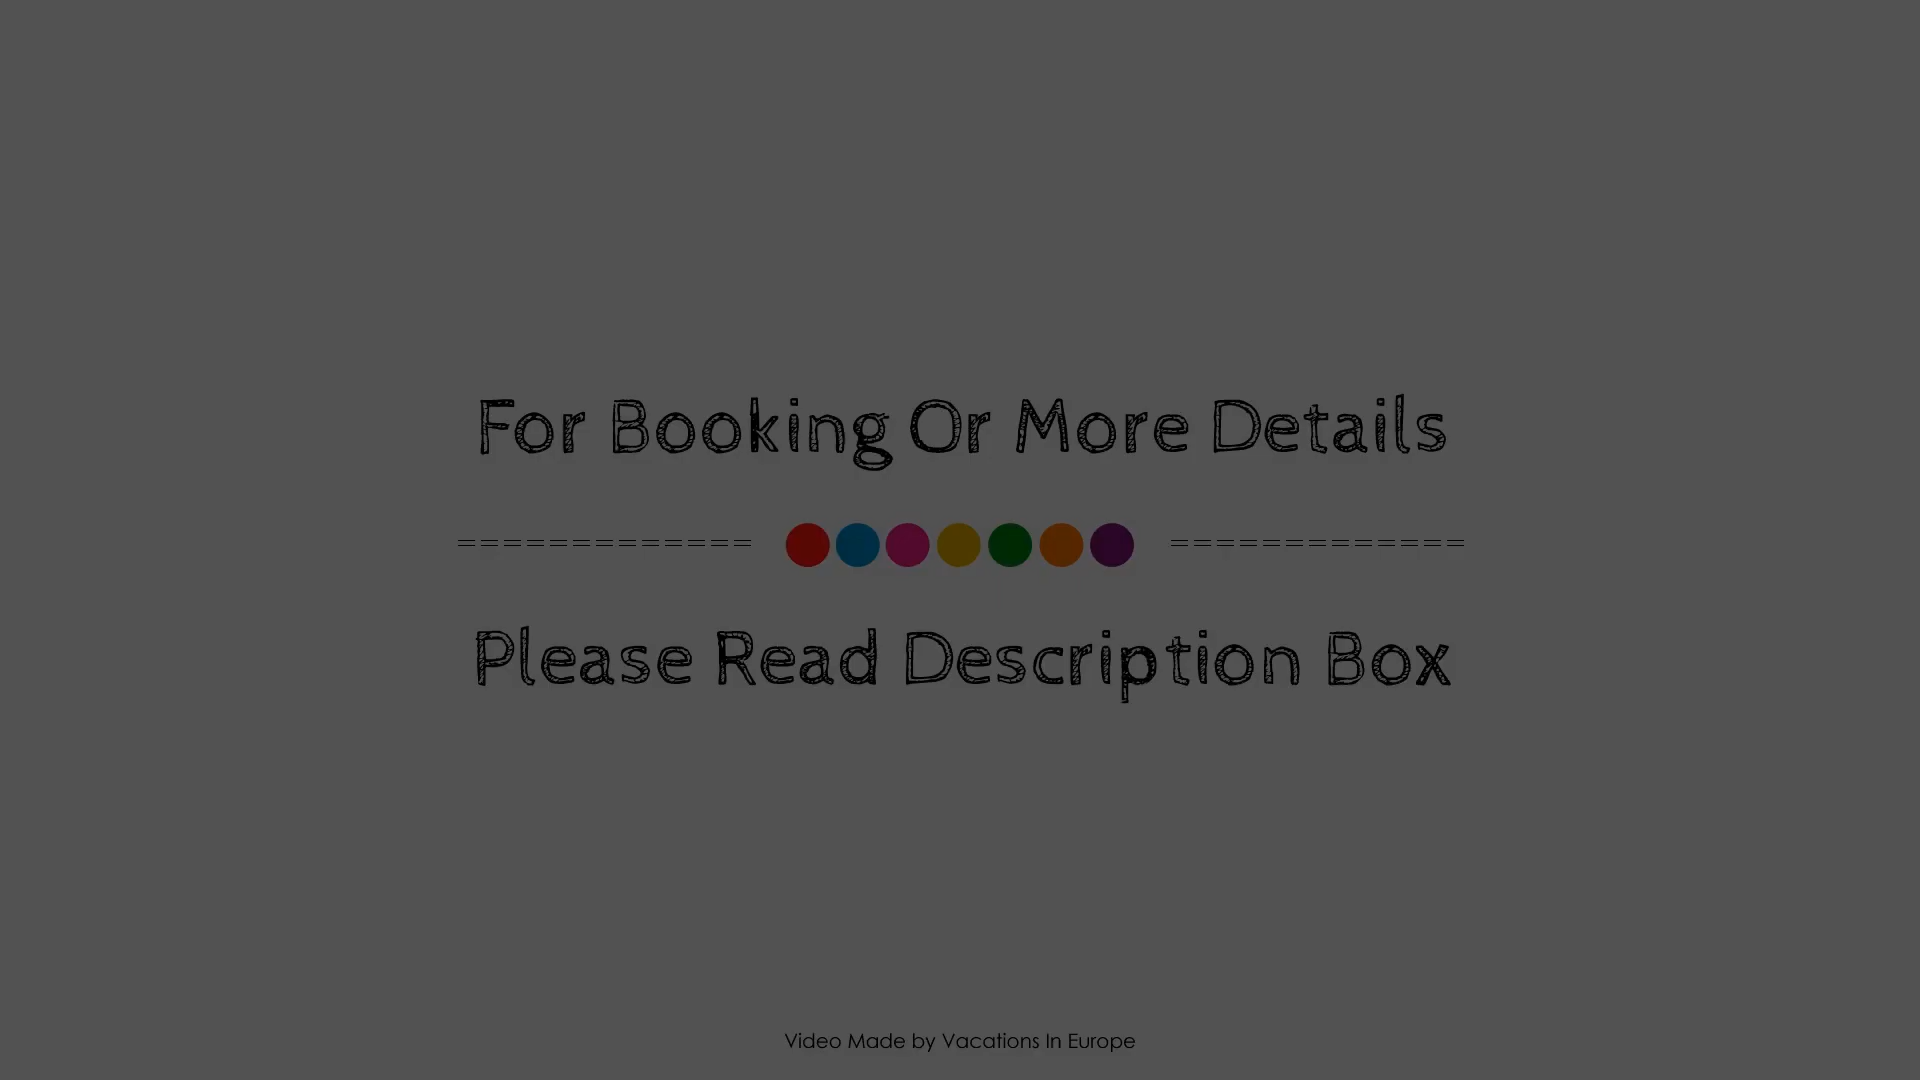 For Booking Or More Details
============= =============
Please Read Description Box
Video Made by Vacations In Europe